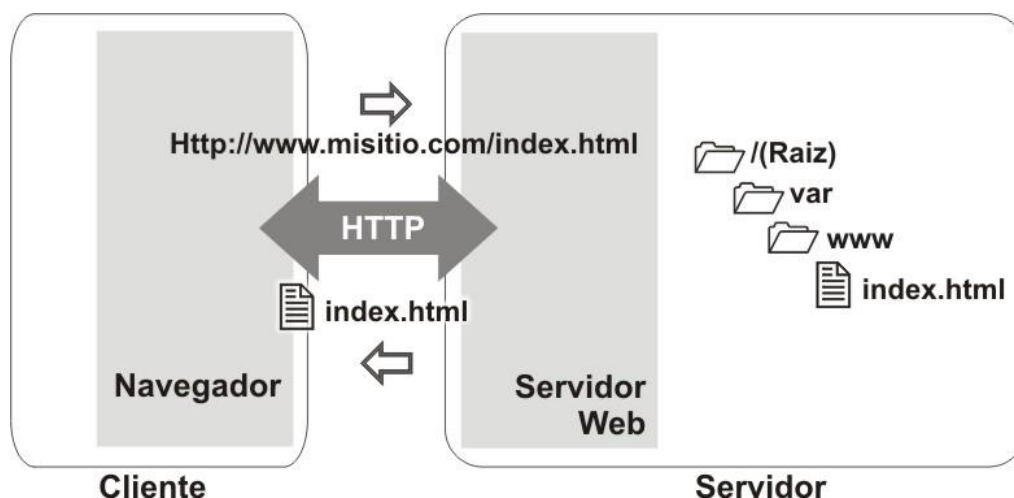 Http://www.misitio.com/index.html
HTTP
index.html
Navegador
Cliente
Servidor
Web
/(Raiz)
var
www
index.html
Servidor